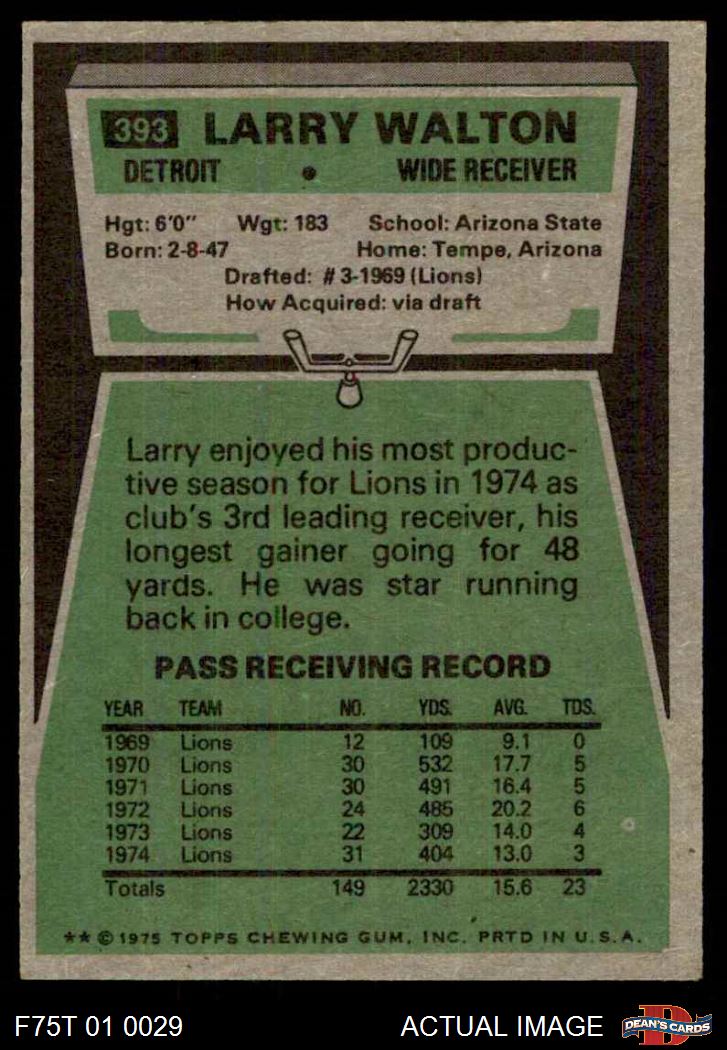 393 LARRY WALTON
DETROIT • WIDE RECEIVER
Hgt: 6'0" Wgt: 183 School: Arizona State
Born: 2-8-47 Home: Tempe, Arizona
Drafted: #3-1969 (Lions)
How Acquired: via draft
Larry enjoyed his most produc-
tive season for Lions in 1974 as
club's 3rd leading receiver, his
longest gainer going for 48
yards. He was star running
back in college.
PASS RECEIVING RECORD
YEAR TEAM NO. YDS. AVG. TDS.
1969 Lions 12 109 9.1 0
1970 Lions 30 532 17.7 5
1971 Lions 30 491 16.4 5
1972 Lions 24 485 20.2 6
1973 Lions 22 309 14.0 4
1974 Lions 31 404 13.0 3
Totals 149 2330 15.6 23
** © 1975 TOPPS CHEWING GUM, INC. PRTD IN U.S.A.
F75T 01 0029 ACTUAL IMAGE D DEAN'S CARDS